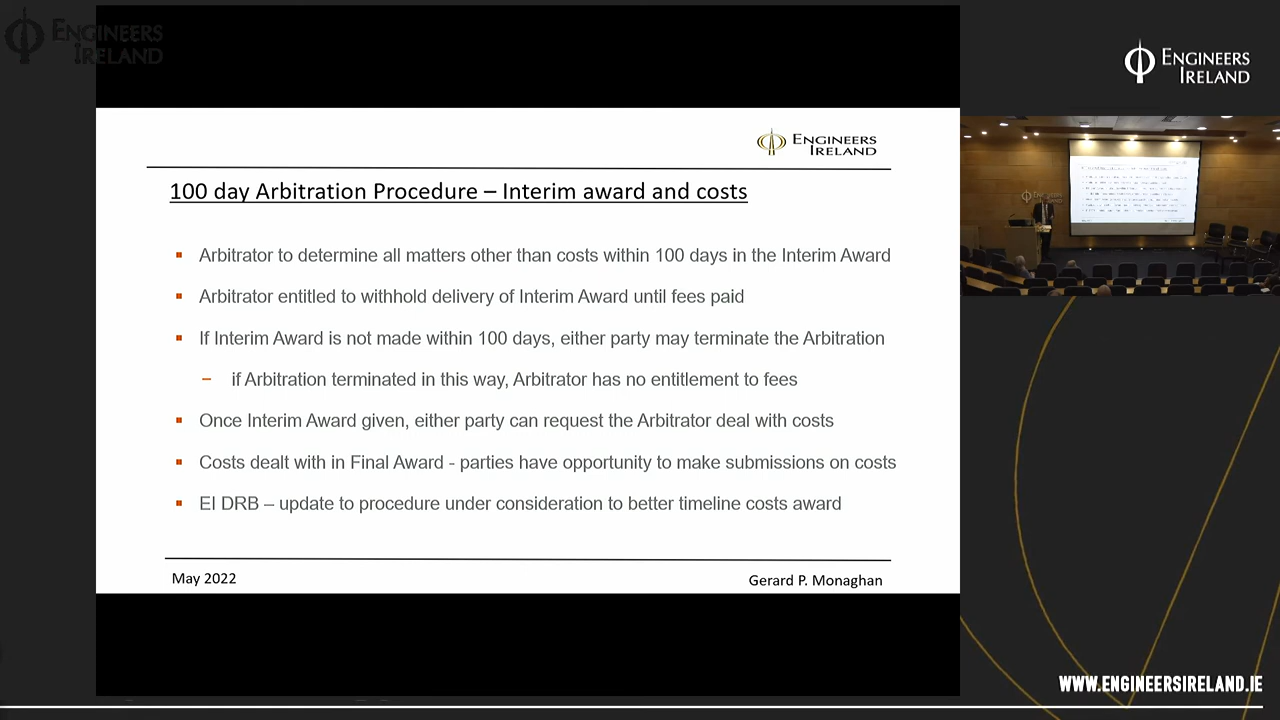 ENGINEERS
IRELAND
ENGINEERS
IRELAND
ENGINEERS
IRELAND
100 day Arbitration Procedure – Interim award and costs
Arbitrator to determine all matters other than costs within 100 days in the Interim Award
Arbitrator entitled to withhold delivery of Interim Award until fees paid
If Interim Award is not made within 100 days, either party may terminate the Arbitration
– if Arbitration terminated in this way, Arbitrator has no entitlement to fees
Once Interim Award given, either party can request the Arbitrator deal with costs
Costs dealt with in Final Award - parties have opportunity to make submissions on costs
EI DRB – update to procedure under consideration to better timeline costs award
May 2022
Gerard P. Monaghan
WWW.ENGINEERSIRELAND.IE